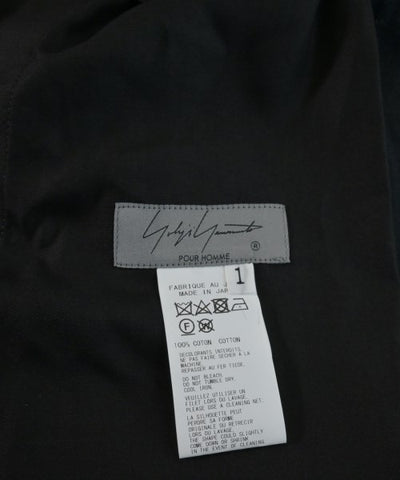 Yohji Yamamoto
®
POUR HOMME
1
FABRIQUE AU J
MADE IN JAP
F W
100% COTON COTTON
DECOLORANTS INTERDITS
NE PAS FAIRE SECHER A LA
MACHINE
REPASSER AU FER TIEDE.
DO NOT BLEACH
DO NOT TUMBLE DRY.
COOL IRON.
VEUILLEZ UTILISER UN
FILET LORS DU LAVAGE.
PLEASE USE A CLEANING NET.
LA SILHOUETTE PEUT
PERDRE SA FORME
ORIGINALE OU RETRECIR
LORS DU LAVAGE.
THE SHAPE COULD SLIGHTLY
COME DOWN OR SHRINK
IN THE EVENT OF CLEANING.